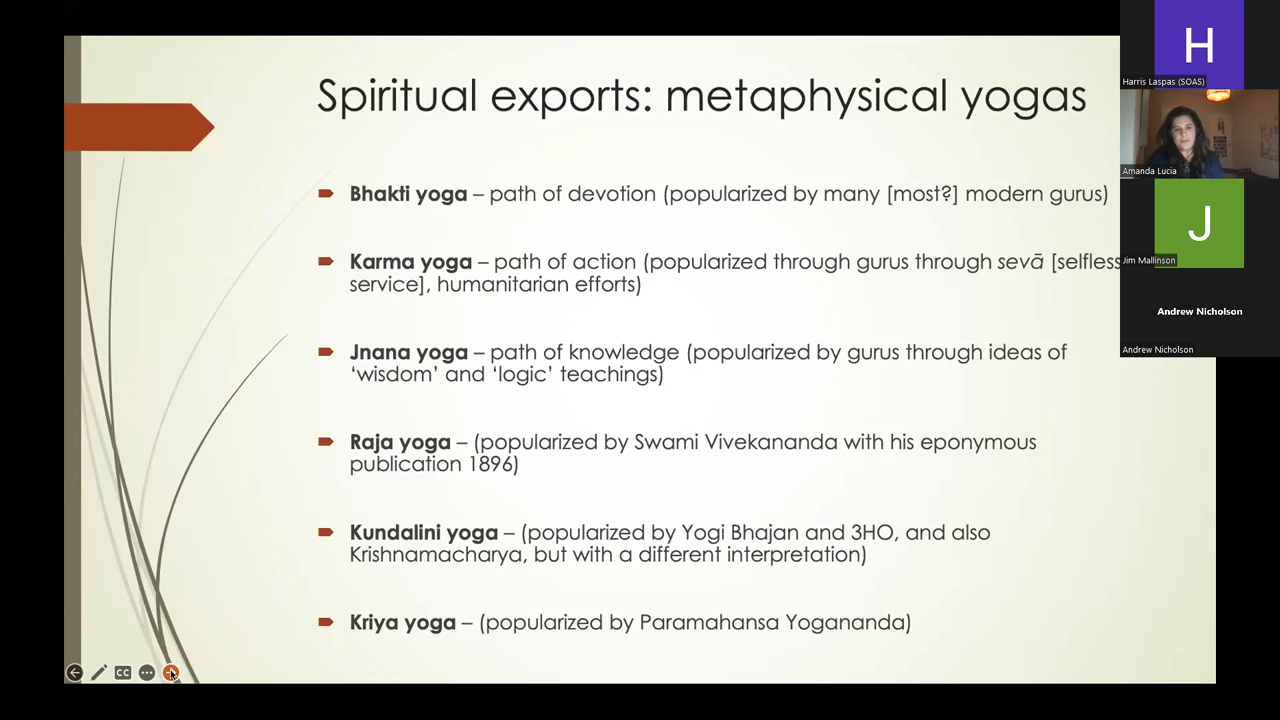 Spiritual exports: metaphysical yogas
Bhakti yoga – path of devotion (popularized by many [most?] modern gurus)
Karma yoga – path of action (popularized through gurus through sevā [selfless
service], humanitarian efforts)
Jnana yoga – path of knowledge (popularized by gurus through ideas of
‘wisdom’ and ‘logic’ teachings)
Raja yoga – (popularized by Swami Vivekananda with his eponymous
publication 1896)
Kundalini yoga – (popularized by Yogi Bhajan and 3HO, and also
Krishnamacharya, but with a different interpretation)
Kriya yoga – (popularized by Paramahansa Yogananda)
CC
H
Harris Laspas (SOAS)
Amanda Lucia
J
Jim Mallinson
Andrew Nicholson
Andrew Nicholson